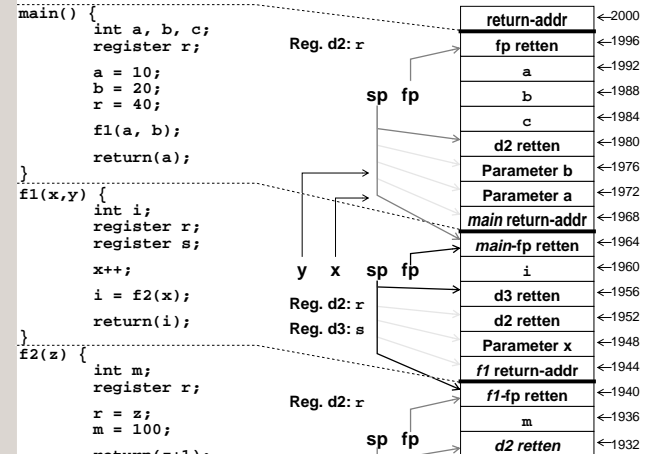 main() {
int a, b, c;
register r;
a = 10;
b = 20;
r = 40;
f1(a, b);
return(a);
}
f1(x,y) {
int i;
register r;
register s;
x++;
i = f2(x);
return(i);
}
f2(z) {
int m;
register r;
r = z;
m = 100;
return(z+1);
Reg. d2: r
sp fp
y x sp fp
Reg. d2: r
Reg. d3: s
Reg. d2: r
sp fp
return-addr 2000
fp retten 1996
a 1992
b 1988
c 1984
d2 retten 1980
Parameter b 1976
Parameter a 1972
main return-addr 1968
main-fp retten 1964
i 1960
d3 retten 1956
d2 retten 1952
Parameter x 1948
f1 return-addr 1944
f1-fp retten 1940
m 1936
d2 retten 1932